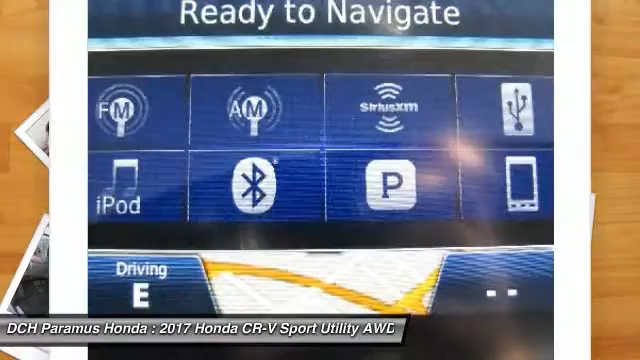 Ready to Navigate
FM
AM
SiriusXM
iPod
P
Driving
E
--
DCH Paramus Honda : 2017 Honda CR-V Sport Utility AWD